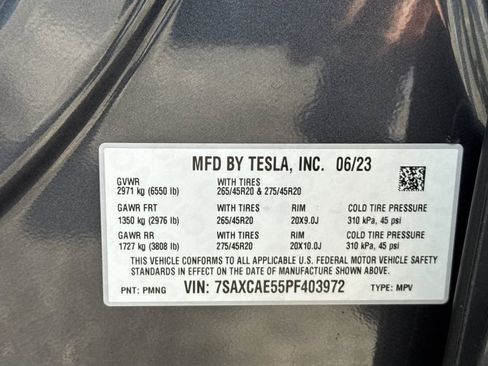 MFD BY TESLA, INC. 06/23
GVWR WITH TIRES
2971 kg (6550 lb) 265/45R20 & 275/45R20
GAWR FRT WITH TIRES RIM COLD TIRE PRESSURE
1350 kg (2976 lb) 265/45R20 20X9.0J 310 kPa, 45 psi
GAWR RR WITH TIRES RIM COLD TIRE PRESSURE
1727 kg (3808 lb) 275/45R20 20X10.0J 310 kPa, 45 psi
THIS VEHICLE CONFORMS TO ALL APPLICABLE U.S. FEDERAL MOTOR VEHICLE SAFETY
STANDARDS IN EFFECT ON THE DATE OF MANUFACTURE SHOWN ABOVE.
PNT: PMNG VIN: 7SAXCAE55PF403972 TYPE: MPV